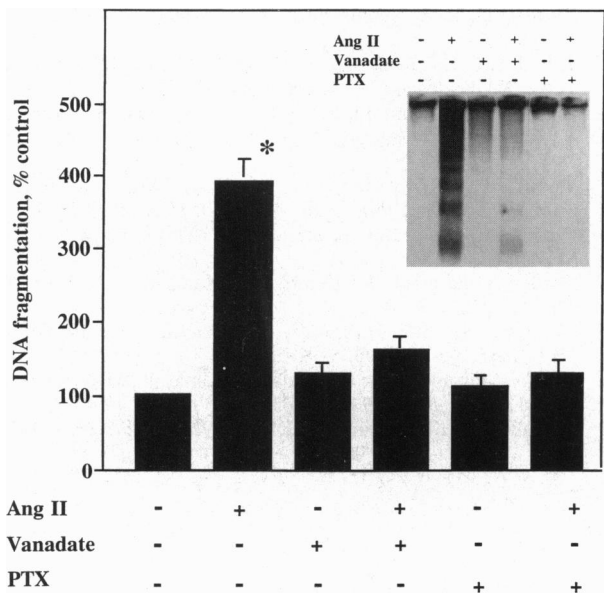 Ang II - + - + - +
Vanadate - - + + - -
PTX - - - - + +
DNA fragmentation, % control
500
400
300
200
100
0
*
Ang II - + - + - +
Vanadate - - + + - -
PTX - - - - + +